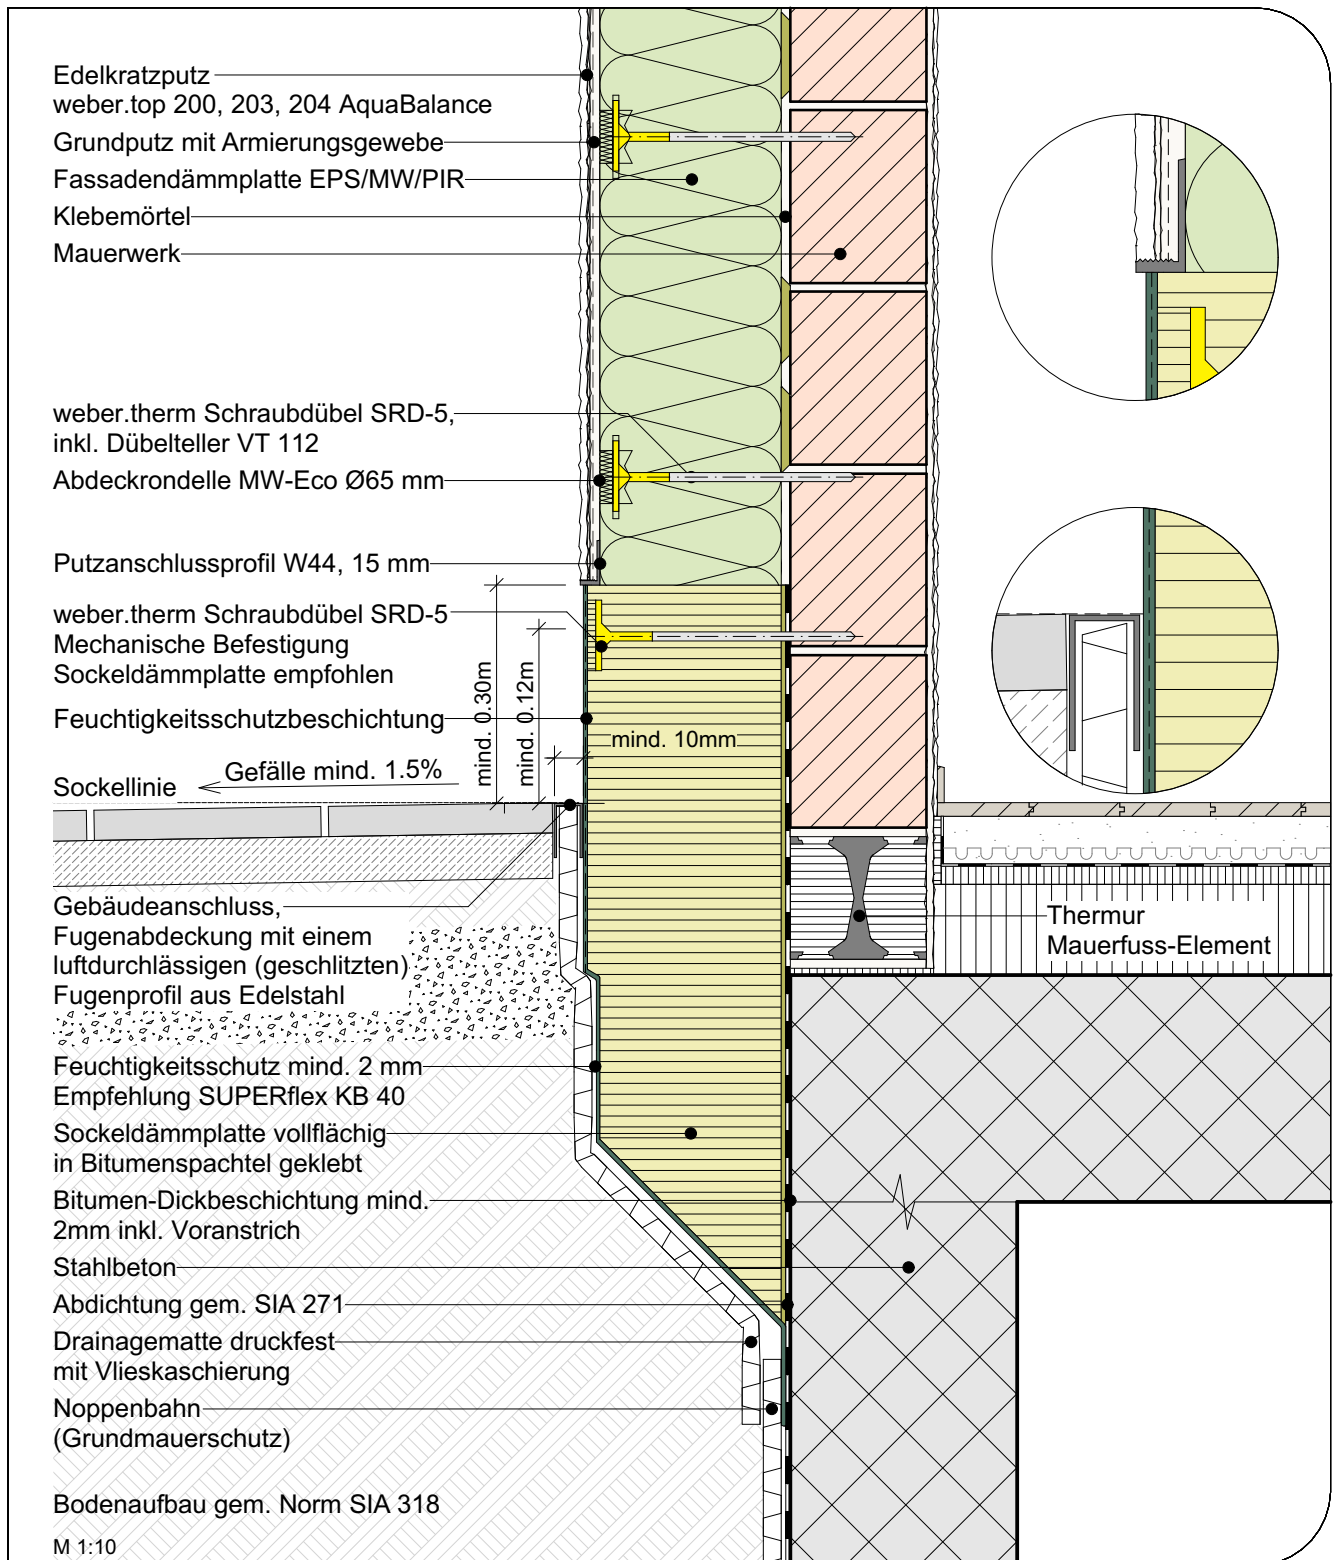 Edelkratzputz
weber.top 200, 203, 204 AquaBalance
Grundputz mit Armierungsgewebe
Fassadendämmplatte EPS/MW/PIR
Klebemörtel
Mauerwerk
weber.therm Schraubdübel SRD-5,
inkl. Dübelteller VT 112
Abdeckrondelle MW-Eco Ø65 mm
Putzanschlussprofil W44, 15 mm
weber.therm Schraubdübel SRD-5
Mechanische Befestigung
Sockeldämmplatte empfohlen
Feuchtigkeitsschutzbeschichtung
mind. 0.30m
mind. 0.12m
mind. 10mm
Gefälle mind. 1.5%
Sockellinie
Gebäudeanschluss,
Fugenabdeckung mit einem
luftdurchlässigen (geschlitzten)
Fugenprofil aus Edelstahl
Thermur
Mauerfuss-Element
Feuchtigkeitsschutz mind. 2 mm
Empfehlung SUPERflex KB 40
Sockeldämmplatte vollflächig
in Bitumenspachtel geklebt
Bitumen-Dickbeschichtung mind.
2mm inkl. Voranstrich
Stahlbeton
Abdichtung gem. SIA 271
Drainagematte druckfest
mit Vlieskaschierung
Noppenbahn
(Grundmauerschutz)
Bodenaufbau gem. Norm SIA 318
M 1:10